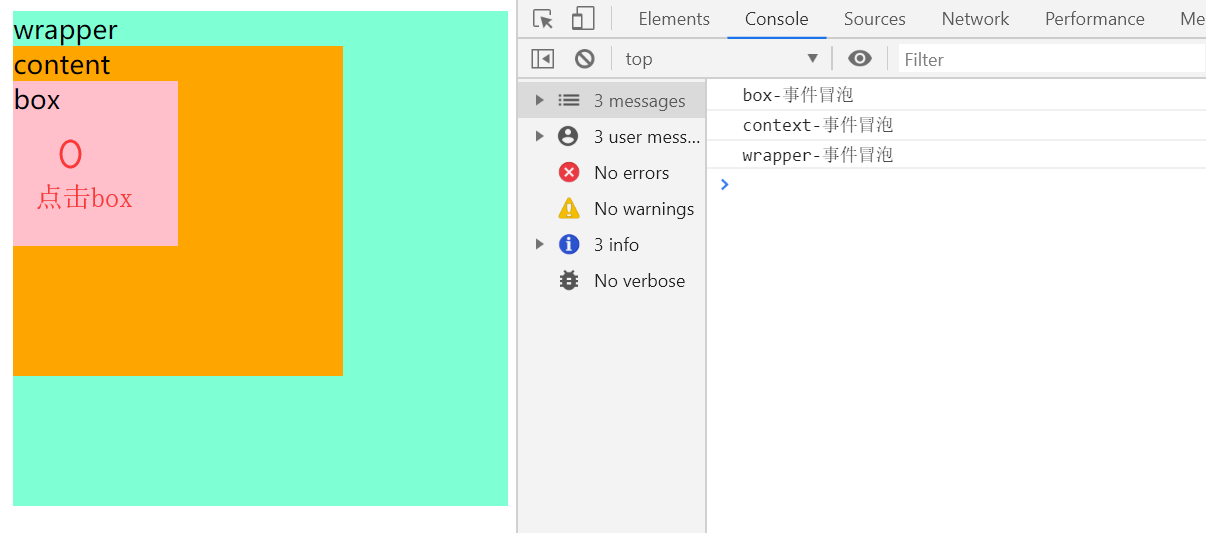 wrapper
content
box
点击box
Elements
Console
Sources
Network
Performance
Me
top
Filter
3 messages
3 user mess...
No errors
No warnings
3 info
No verbose
box-事件冒泡
context-事件冒泡
wrapper-事件冒泡